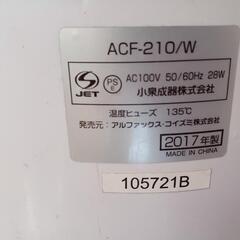 ACF-210/W
S JET
PS E
AC100V 50/60Hz 28W
小泉成器株式会社
温度ヒューズ 135℃
発売元：アルファックス・コイズミ株式会社
2017年製
MADE IN CHINA
105721B